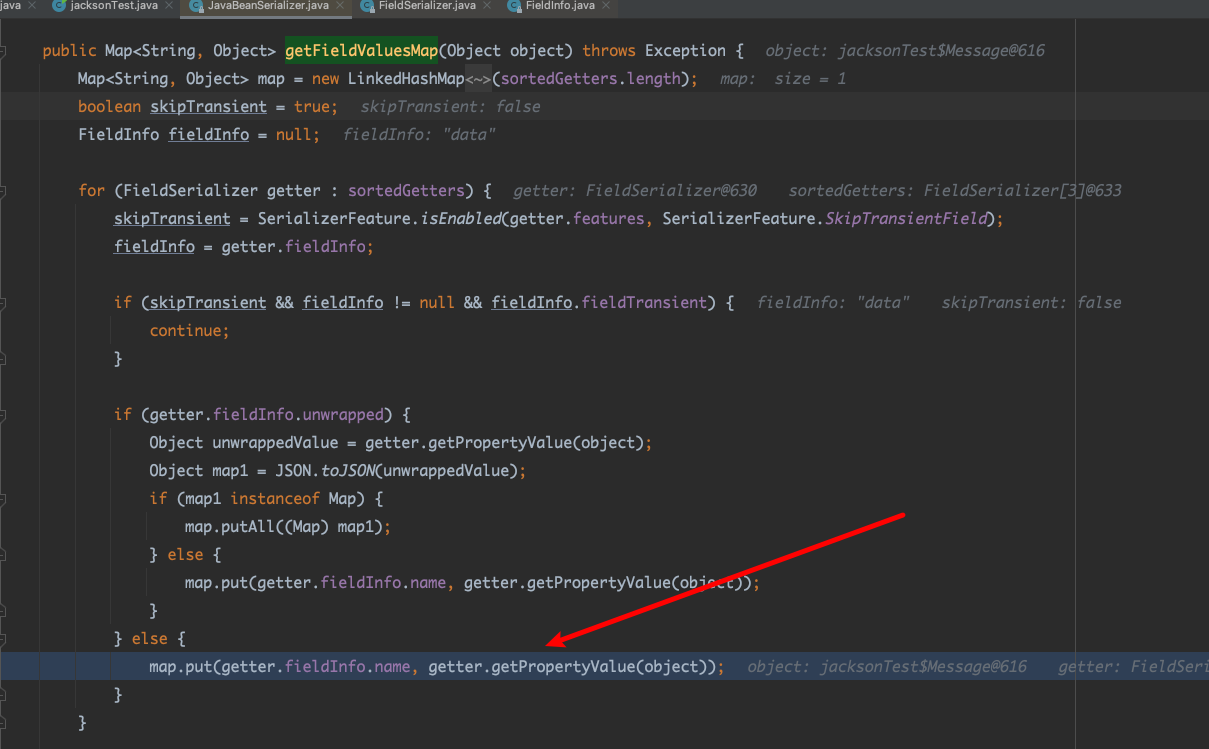 java × jacksonTest.java × JavaBeanSerializer.java × FieldSerializer.java × FieldInfo.java ×
public Map<String, Object> getFieldValuesMap(Object object) throws Exception {  object: jacksonTest$Message@616
Map<String, Object> map = new LinkedHashMap<~>(sortedGetters.length);  map:  size = 1
boolean skipTransient = true;  skipTransient: false
FieldInfo fieldInfo = null;  fieldInfo: "data"
for (FieldSerializer getter : sortedGetters) {  getter: FieldSerializer@630  sortedGetters: FieldSerializer[3]@633
skipTransient = SerializerFeature.isEnabled(getter.features, SerializerFeature.SkipTransientField);
fieldInfo = getter.fieldInfo;
if (skipTransient && fieldInfo != null && fieldInfo.fieldTransient) {  fieldInfo: "data"  skipTransient: false
continue;
}
if (getter.fieldInfo.unwrapped) {
Object unwrappedValue = getter.getPropertyValue(object);
Object map1 = JSON.toJSON(unwrappedValue);
if (map1 instanceof Map) {
map.putAll((Map) map1);
} else {
map.put(getter.fieldInfo.name, getter.getPropertyValue(object));
}
} else {
map.put(getter.fieldInfo.name, getter.getPropertyValue(object));  object: jacksonTest$Message@616  getter: FieldSeri
}
}